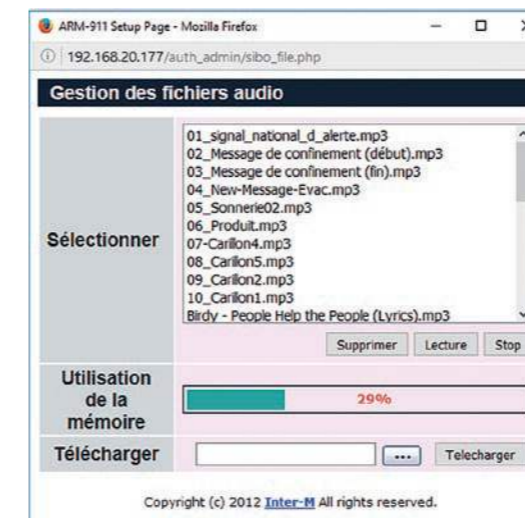 ARM-911 Setup Page - Mozilla Firefox
192.168.20.177/auth_admin/sibo_file.php
Gestion des fichiers audio
Sélectionner
01_signal_national_d_alerte.mp3
02_Message de confinement (début).mp3
03_Message de confinement (fin).mp3
04_New-Message-Evac.mp3
05_Sonnerie02.mp3
06_Produit.mp3
07-Carillon4.mp3
08_Carillon5.mp3
09_Carillon2.mp3
10_Carillon1.mp3
Birdy - People Help the People (Lyrics).mp3
Supprimer Lecture Stop
Utilisation
de la
mémoire
29%
Télécharger
... Telecharger
Copyright (c) 2012 Inter-M All rights reserved.